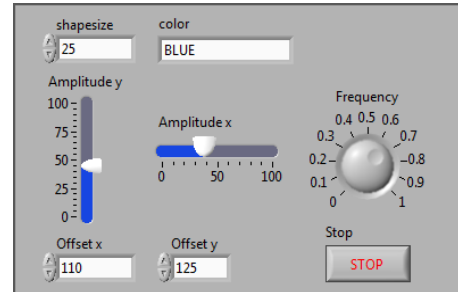 shapesize color
25 BLUE
Amplitude y
100
75
50
25
0
Amplitude x
0 50 100
Frequency
0.4 0.5 0.6
0.3 0.7
0.2 0.8
0.1 0.9
0 1
Offset x Offset y
110 125
Stop
STOP